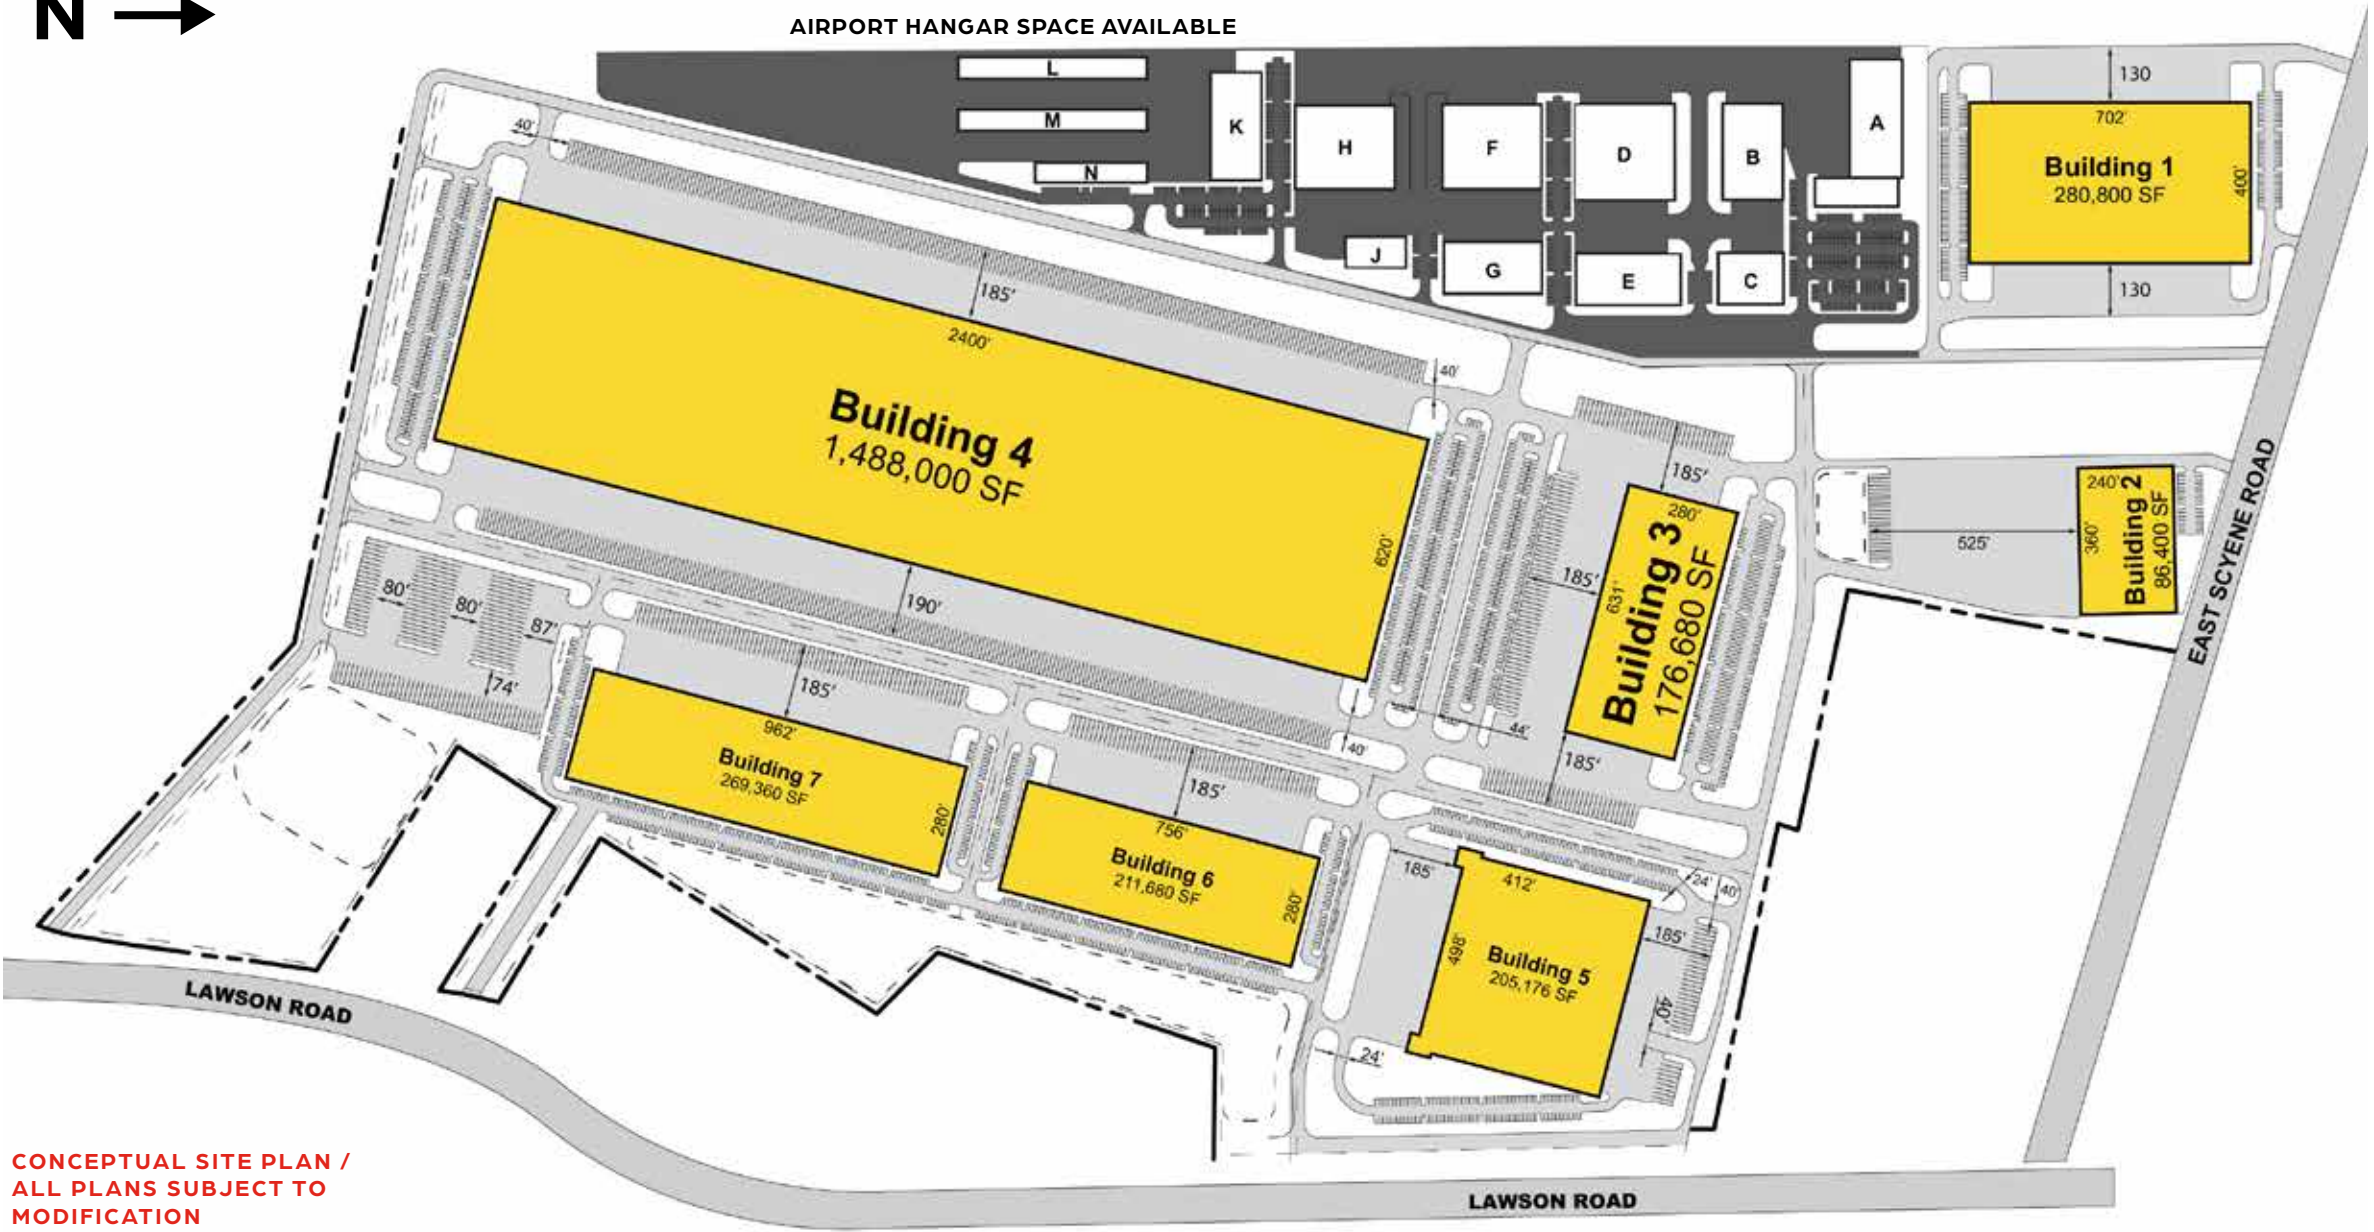 N
AIRPORT HANGAR SPACE AVAILABLE
L
M
N
K
H
F
D
B
A
J
G
E
C
130
702'
Building 1
280,800 SF
400'
130
40'
185'
2400'
Building 4
1,488,000 SF
620'
190'
40'
40'
44'
185'
280'
185'
631'
Building 3
176,680 SF
185'
525'
240'
360'
Building 2
86,400 SF
EAST SCYENE ROAD
80'
80'
87'
74'
185'
962'
Building 7
269,360 SF
280'
185'
756'
Building 6
211,680 SF
280'
185'
412'
24'
40'
498'
Building 5
205,176 SF
185'
40'
24'
LAWSON ROAD
LAWSON ROAD
CONCEPTUAL SITE PLAN /
ALL PLANS SUBJECT TO
MODIFICATION